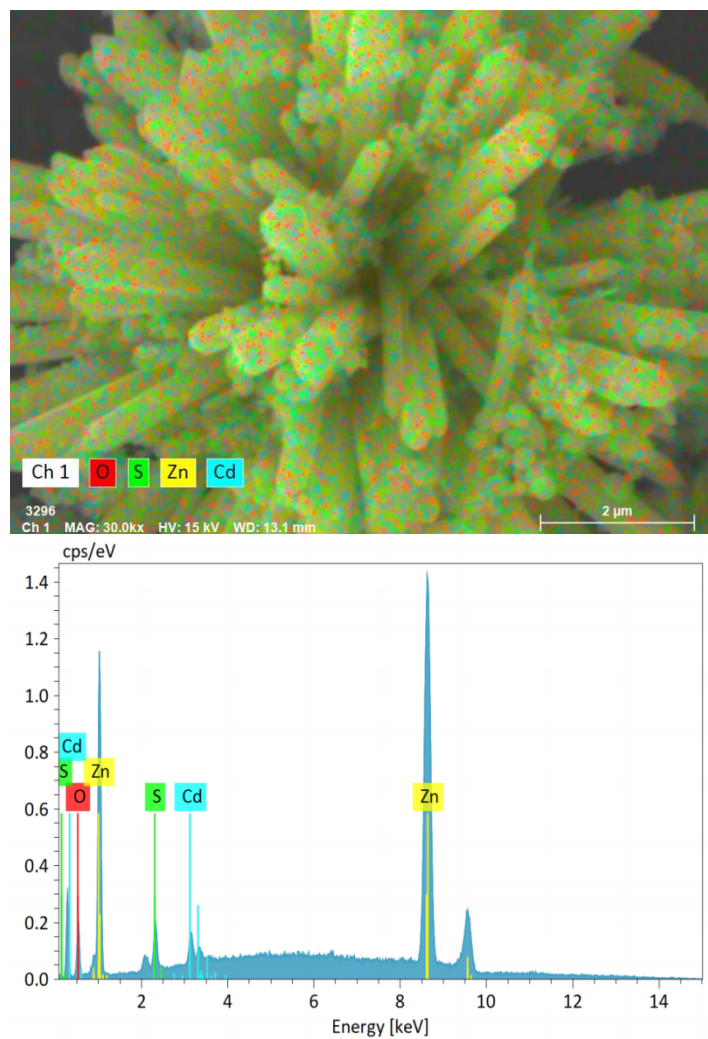 Ch 1 O S Zn Cd
3296
Ch 1 MAG: 30.0kx HV: 15 kV WD: 13.1 mm
2 µm
cps/eV
1.4
1.2
1.0
0.8
0.6
0.4
0.2
0.0
Cd
S Zn
O S Cd Zn
2 4 6 8 10 12 14
Energy [keV]